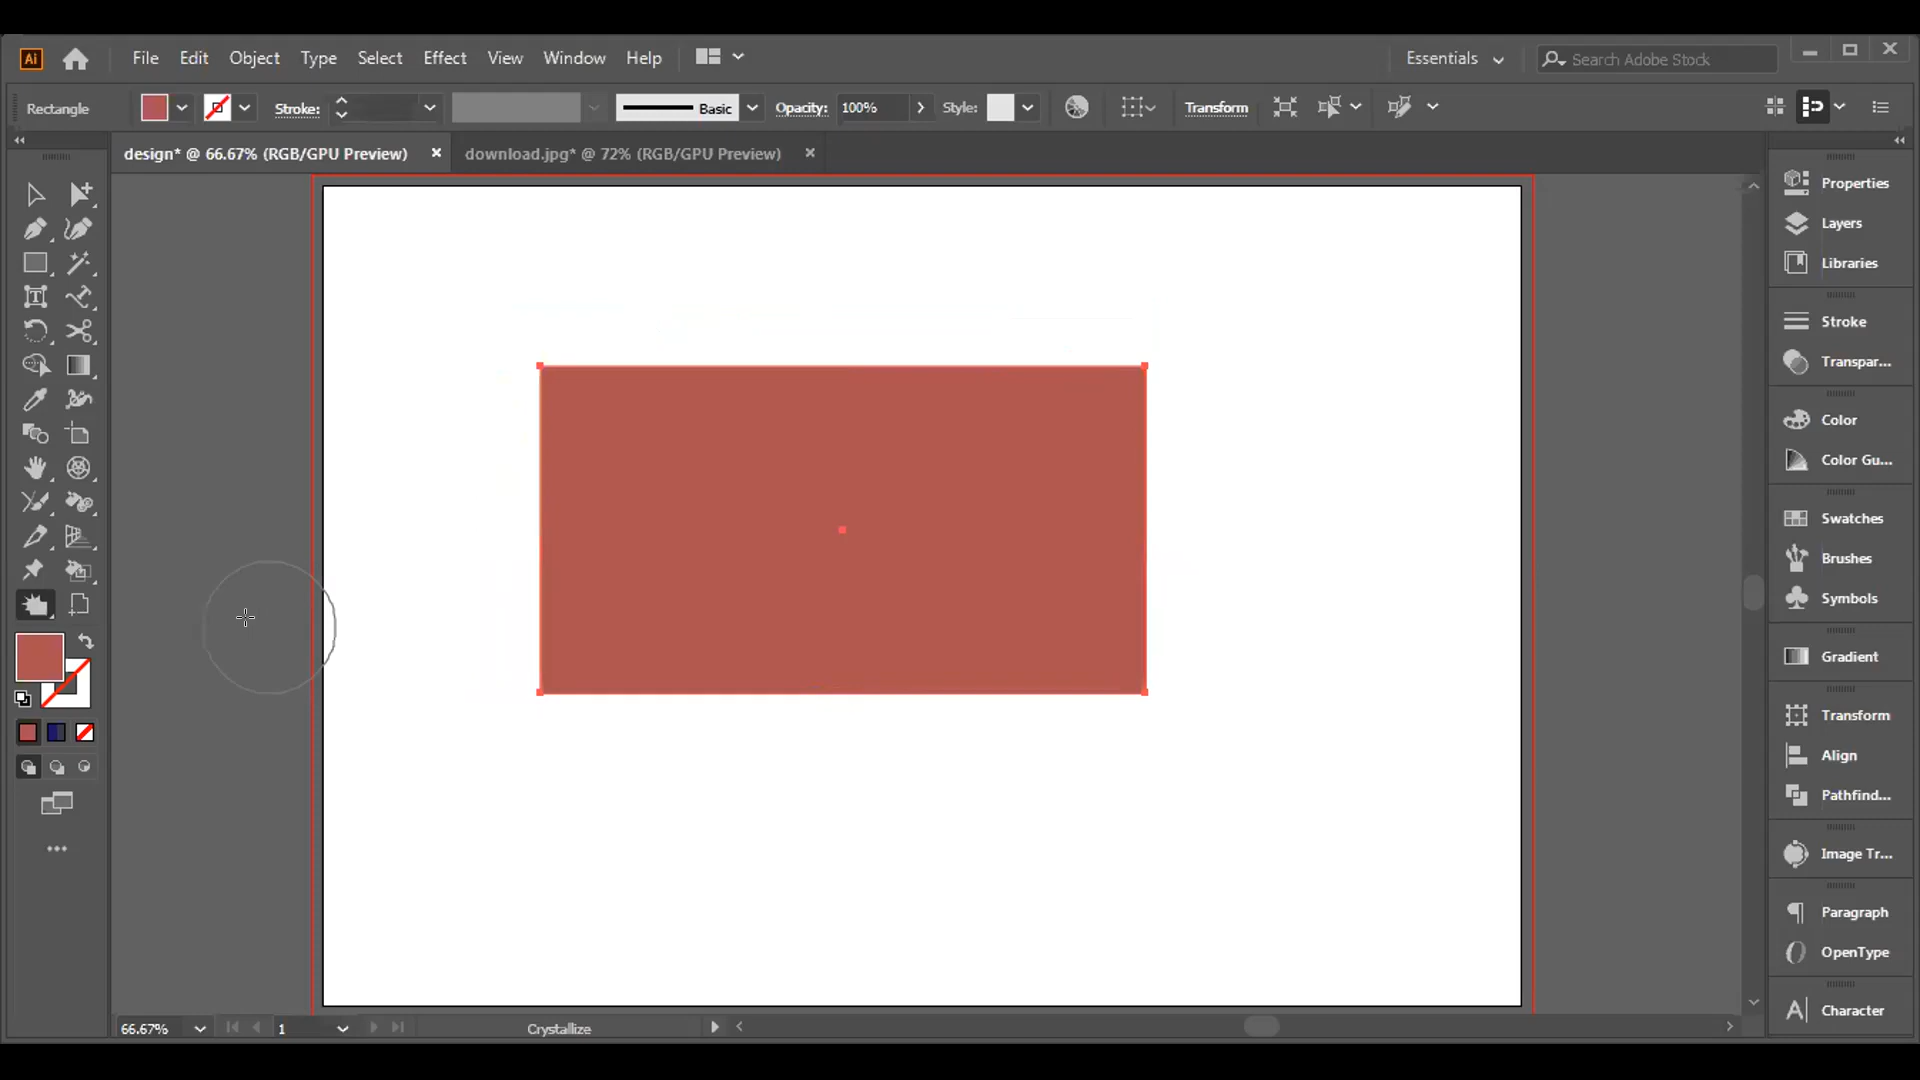 Ai File Edit Object Type Select Effect View Window Help Essentials Search Adobe Stock
Rectangle Stroke: Basic Opacity: 100% Style: Transform
design* @ 66.67% (RGB/GPU Preview) × download.jpg* @ 72% (RGB/GPU Preview) ×
Properties
Layers
Libraries
Stroke
Transpar...
Color
Color Gu...
Swatches
Brushes
Symbols
Gradient
Transform
Align
Pathfind...
Image Tr...
Paragraph
OpenType
Character
66.67% 1 Crystallize